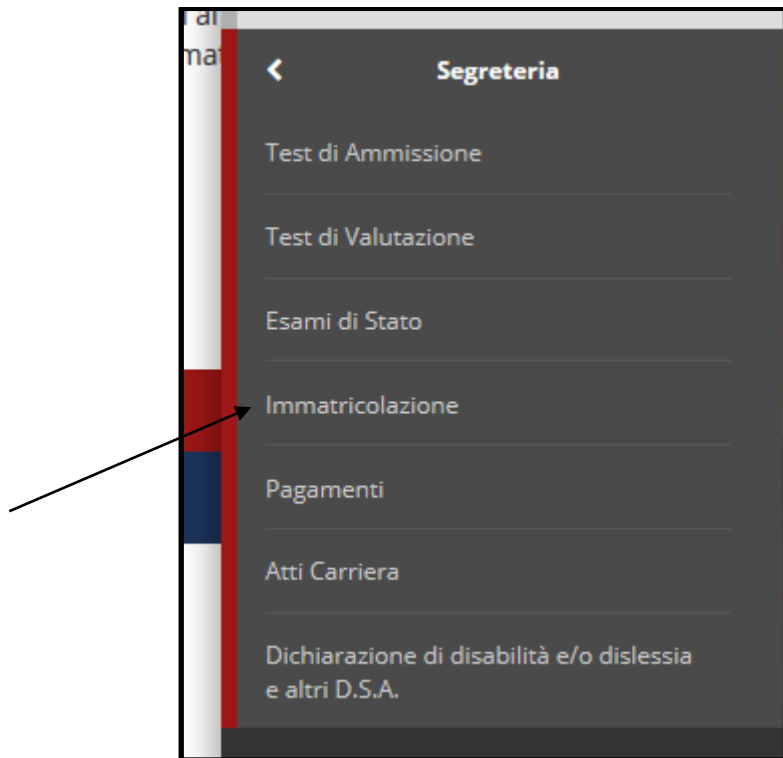 Segreteria
Test di Ammissione
Test di Valutazione
Esami di Stato
Immatricolazione
Pagamenti
Atti Carriera
Dichiarazione di disabilità e/o dislessia
e altri D.S.A.